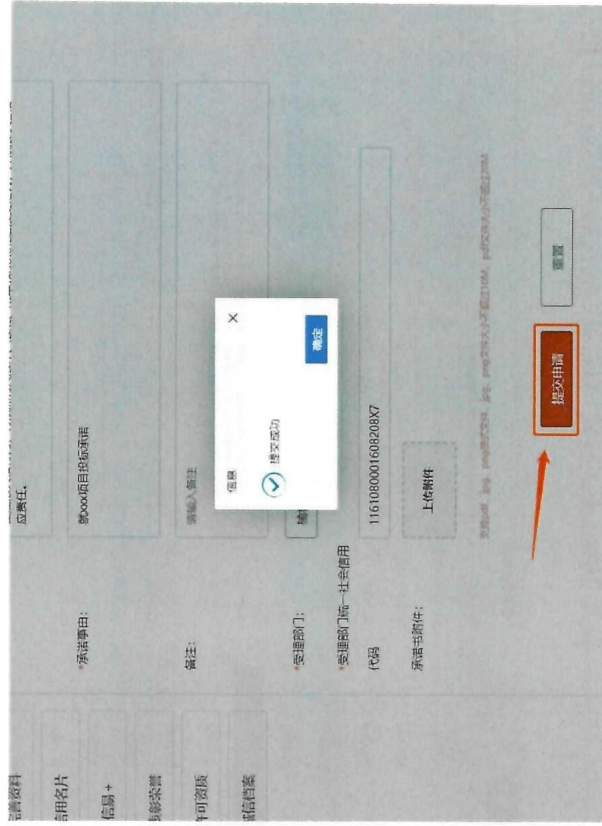 应责任。
*承诺事由：
就xxx项目投标承诺
备注：
请输入备注
信息
×
提交成功
确定
*受理部门：
*受理部门统一社会信用
代码
1161080001608208X7
承诺书附件：
上传附件
提交申请
重置
完善资料
信用名片
信易+
表彰荣誉
许可资质
诚信档案